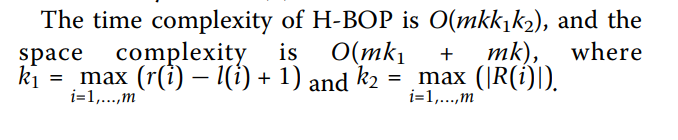 The time complexity of H-BOP is O(mkk₁k₂), and the
space complexity is O(mk₁ + mk), where
k₁ = max (r(i) − l(i) + 1) and k₂ = max (|R(i)|).
i=1,...,m i=1,...,m